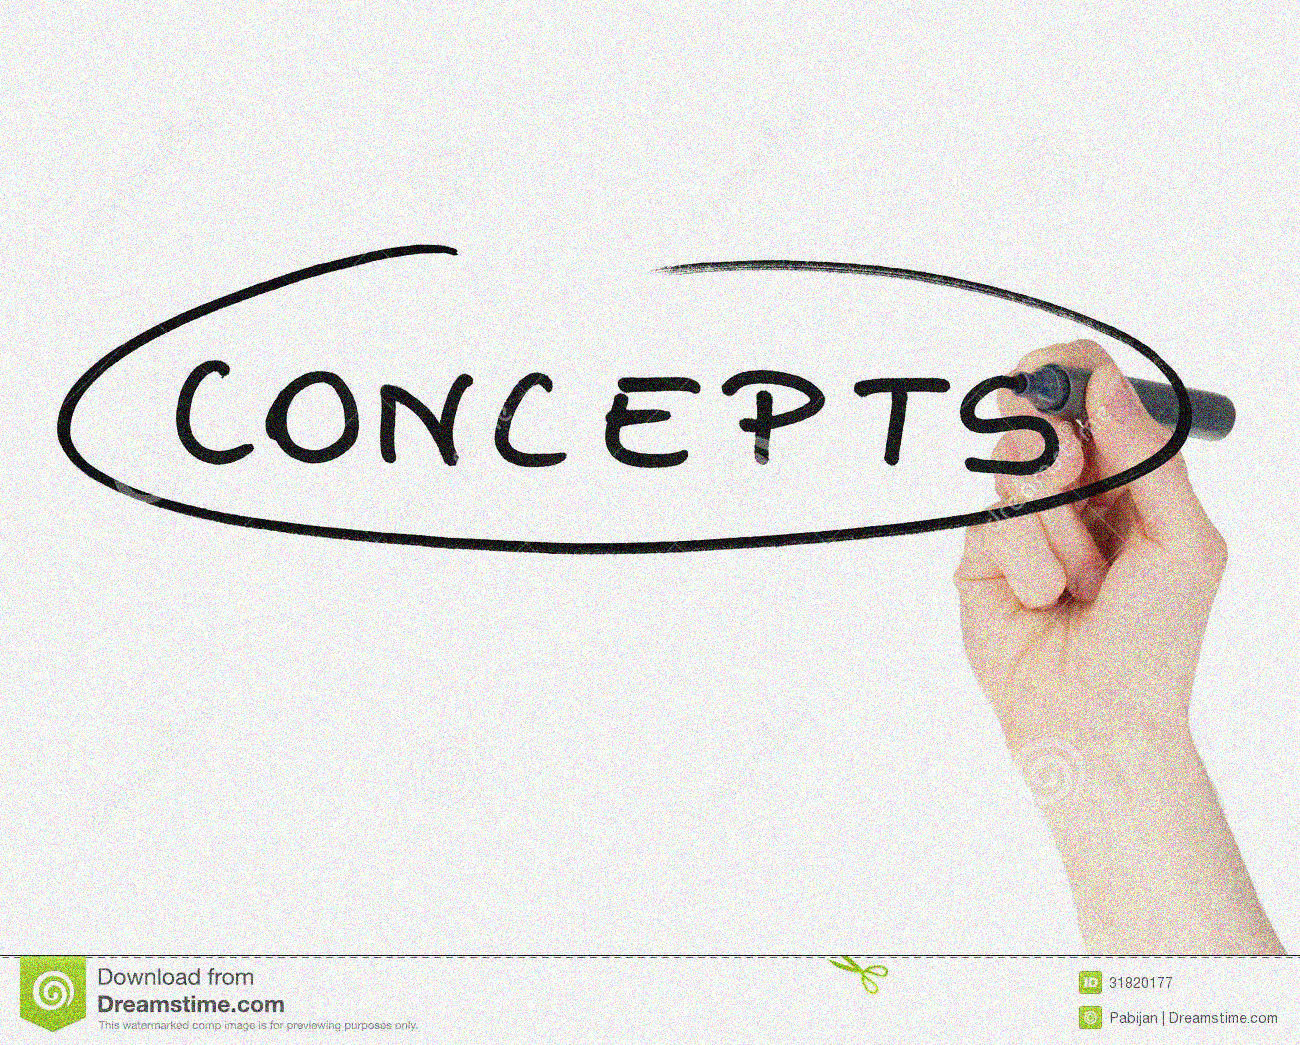 CONCEPTS
Download from
Dreamstime.com
This watermarked comp image is for previewing purposes only.
ID 31820177
Pabijan | Dreamstime.com